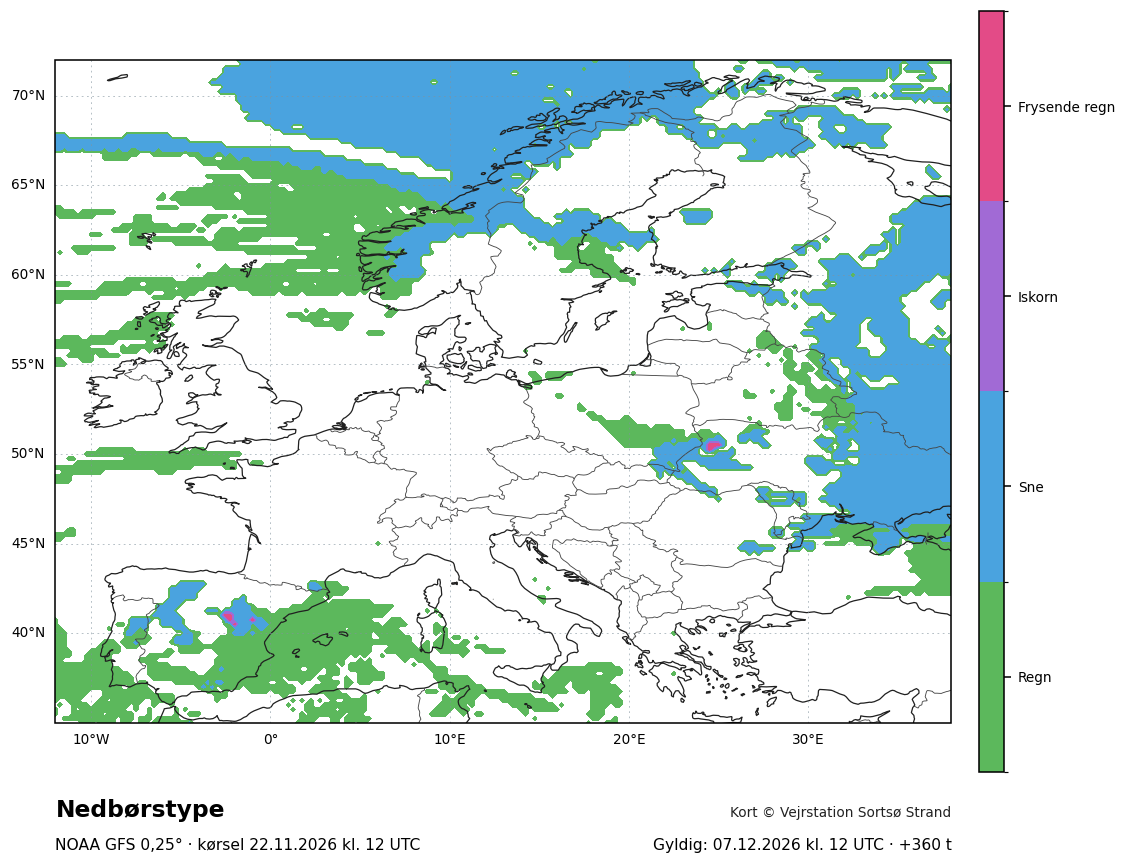 70°N
65°N
60°N
55°N
50°N
45°N
40°N
10°W
0°
10°E
20°E
30°E
Frysende regn
Iskorn
Sne
Regn
Nedbørstype
Kort © Vejrstation Sortsø Strand
NOAA GFS 0,25° · kørsel 22.11.2026 kl. 12 UTC
Gyldig: 07.12.2026 kl. 12 UTC · +360 t